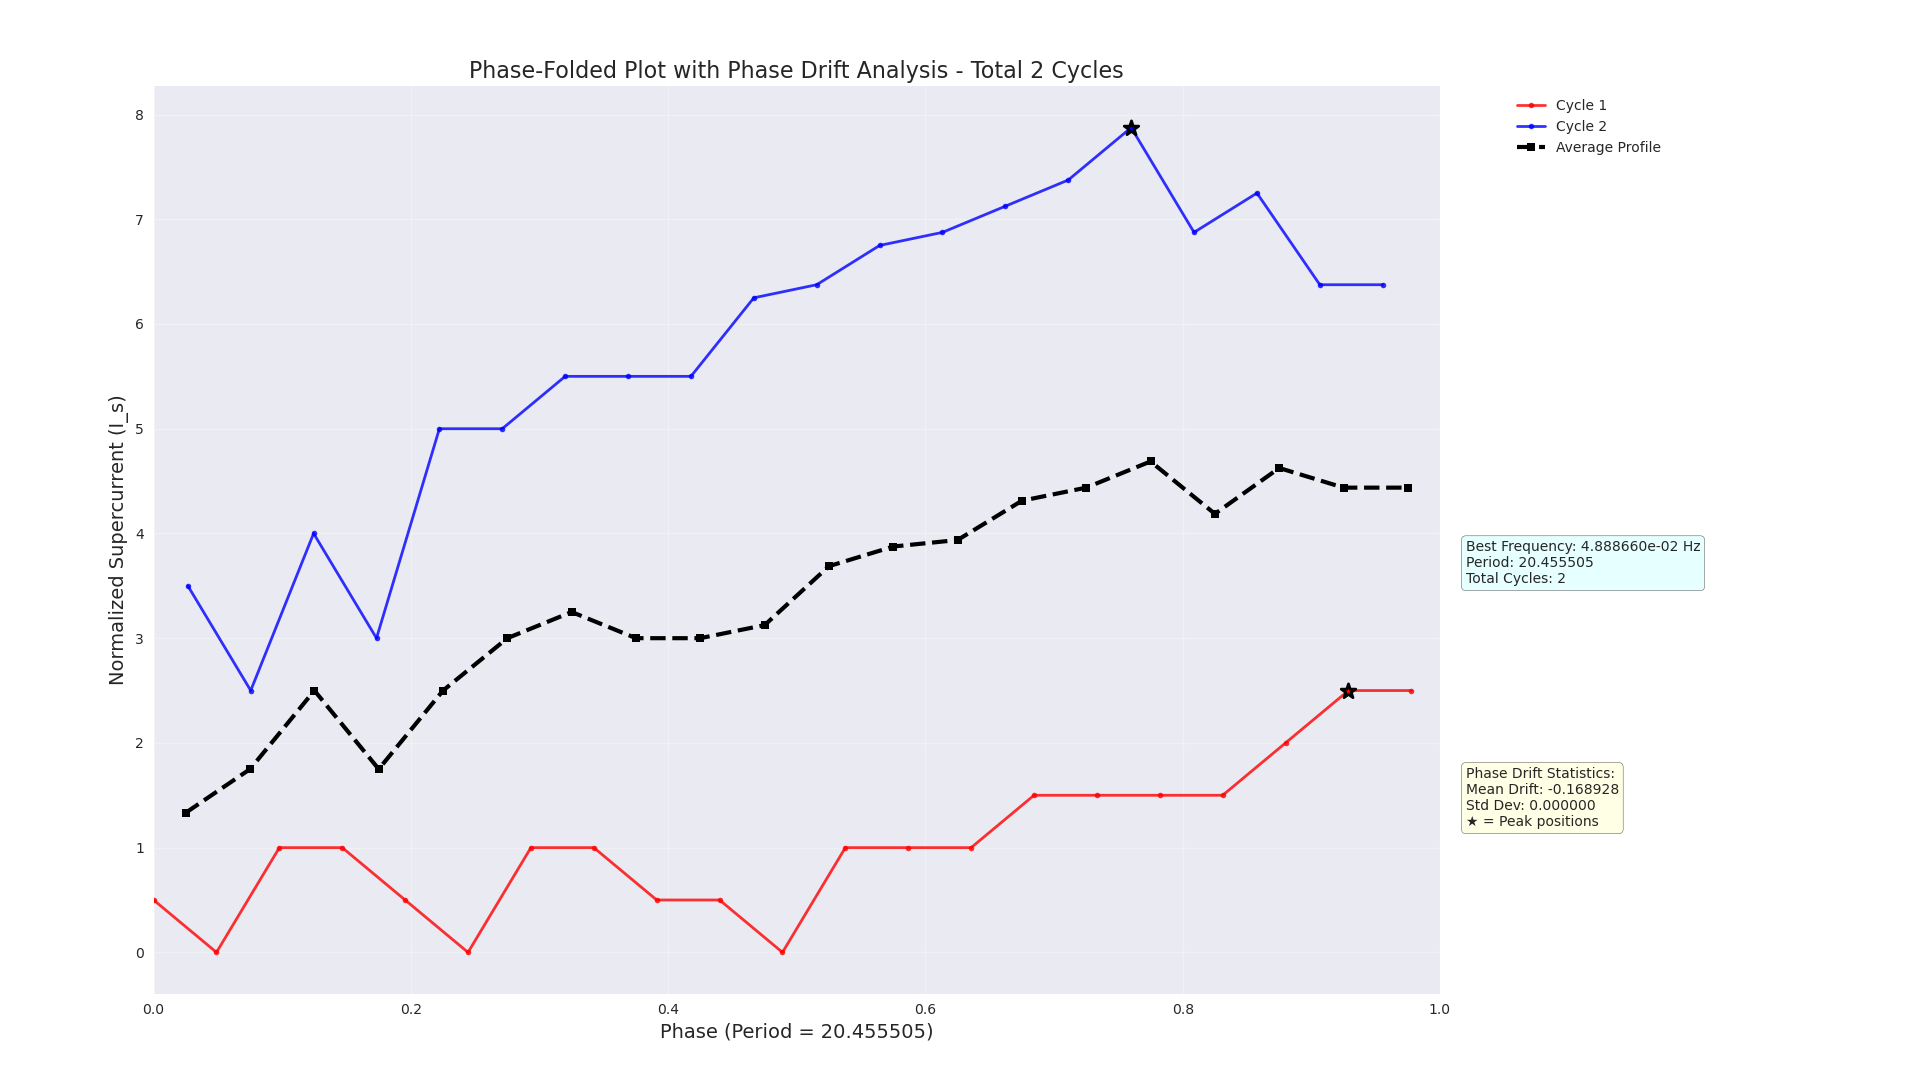 Phase-Folded Plot with Phase Drift Analysis - Total 2 Cycles
Normalized Supercurrent (I_s)
8
7
6
5
4
3
2
1
0
0.0 0.2 0.4 0.6 0.8 1.0
Phase (Period = 20.455505)
Cycle 1
Cycle 2
Average Profile
Best Frequency: 4.888660e-02 Hz
Period: 20.455505
Total Cycles: 2
Phase Drift Statistics:
Mean Drift: -0.168928
Std Dev: 0.000000
★ = Peak positions